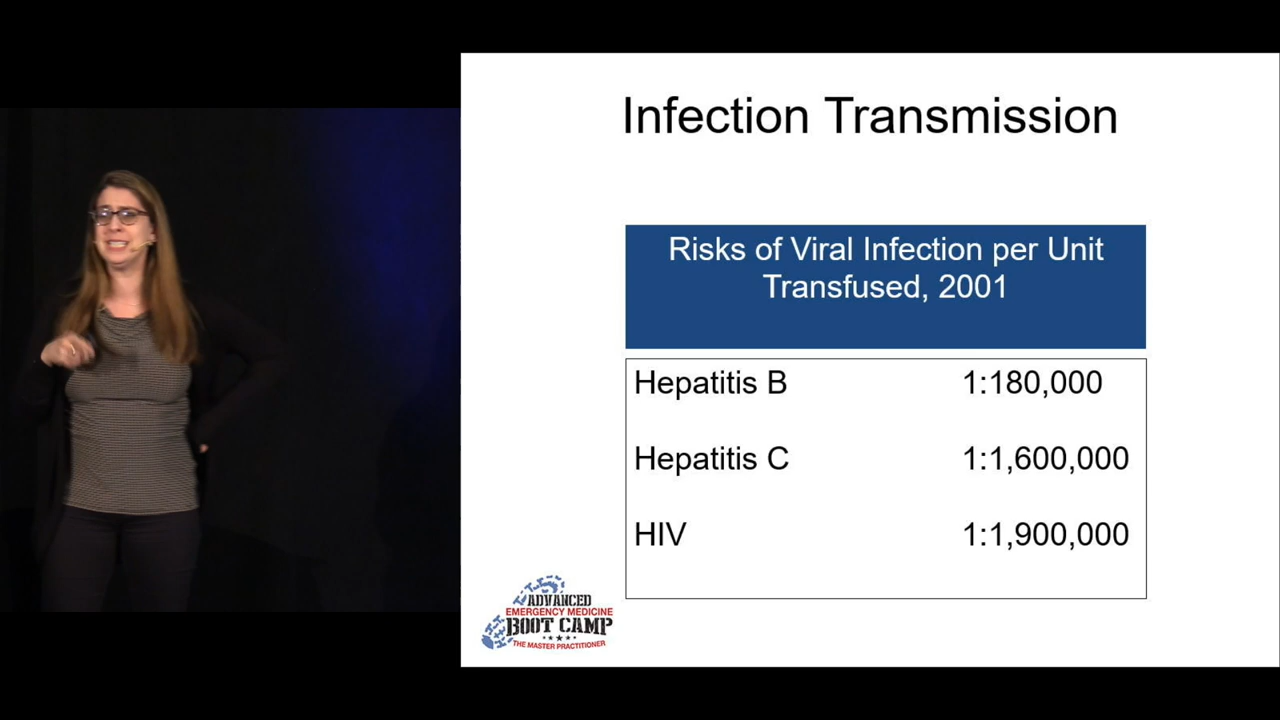 Infection Transmission
Risks of Viral Infection per Unit
Transfused, 2001
Hepatitis B 1:180,000
Hepatitis C 1:1,600,000
HIV 1:1,900,000
ADVANCED
EMERGENCY MEDICINE
BOOT CAMP
THE MASTER PRACTITIONER